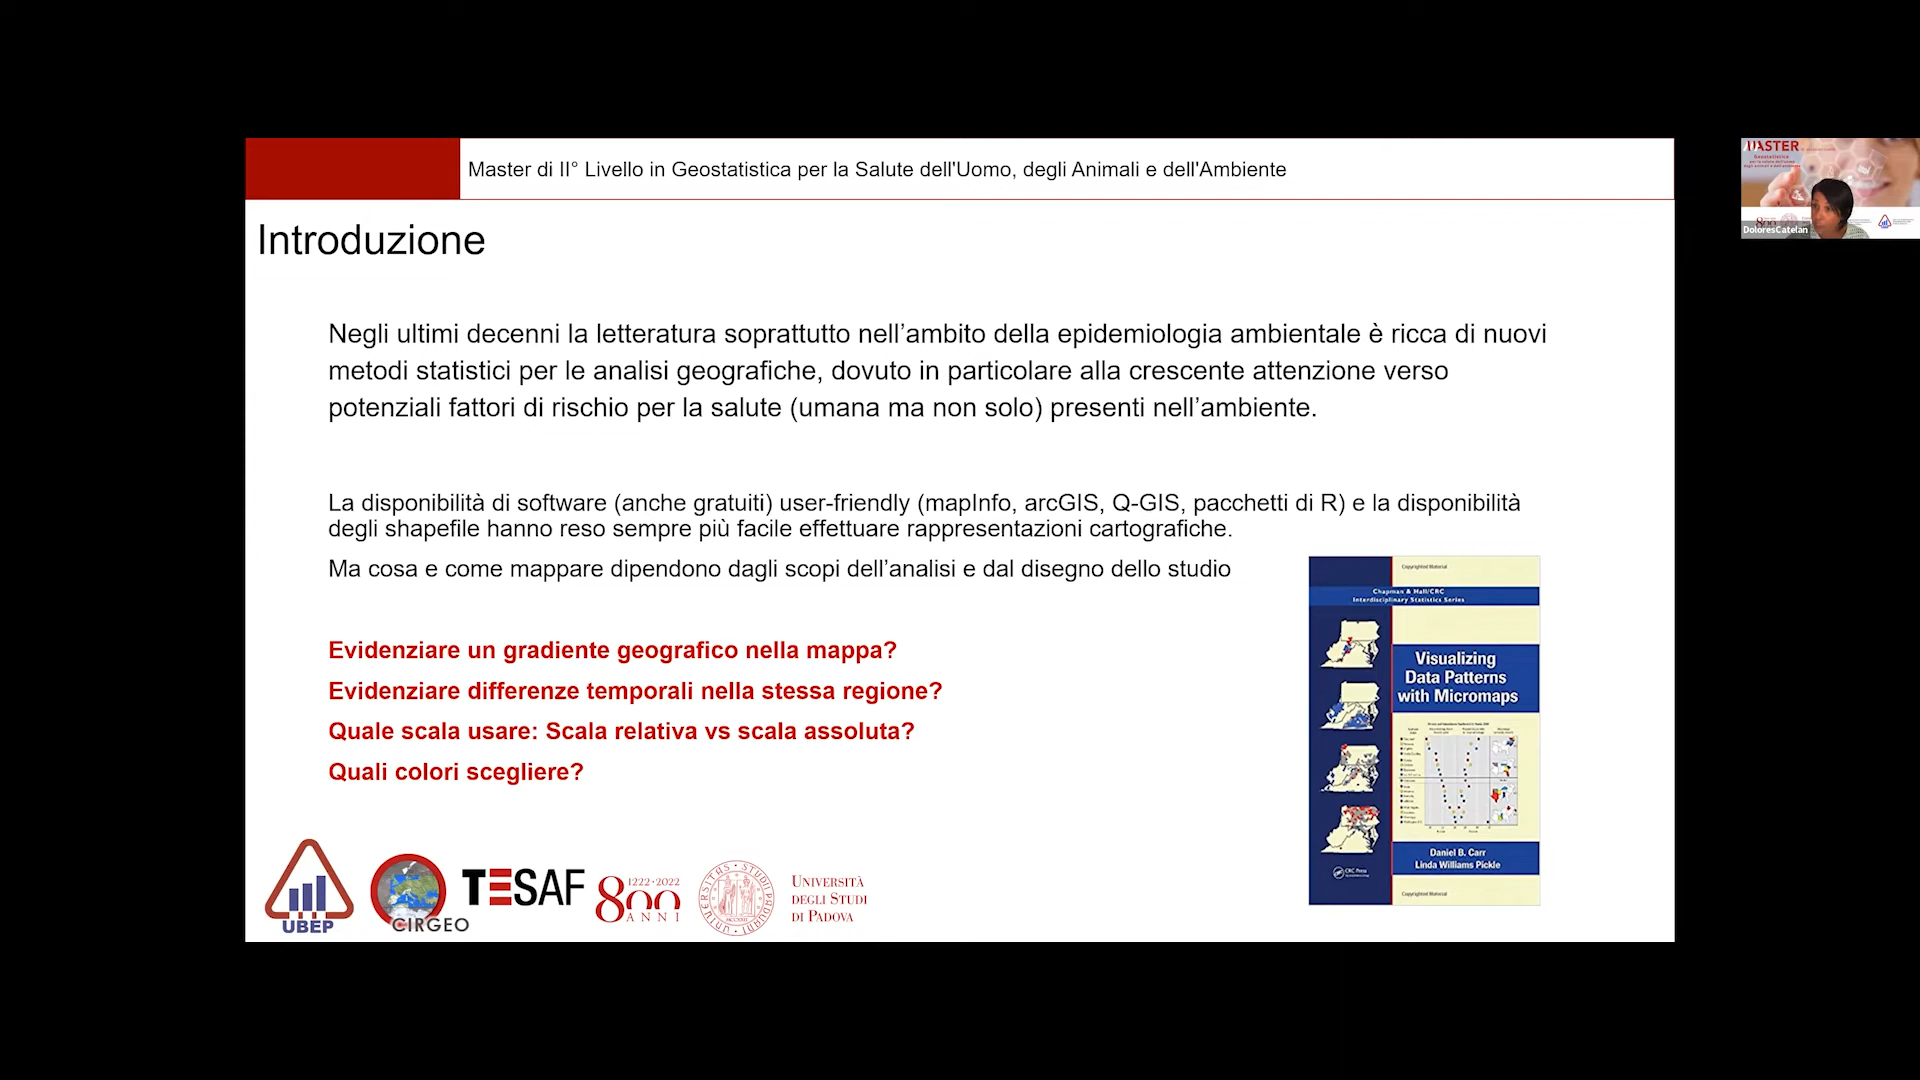 Master di II° Livello in Geostatistica per la Salute dell'Uomo, degli Animali e dell'Ambiente
MASTER
Geostatistica
DoloresCatelan
Introduzione
Negli ultimi decenni la letteratura soprattutto nell’ambito della epidemiologia ambientale è ricca di nuovi
metodi statistici per le analisi geografiche, dovuto in particolare alla crescente attenzione verso
potenziali fattori di rischio per la salute (umana ma non solo) presenti nell’ambiente.
La disponibilità di software (anche gratuiti) user-friendly (mapInfo, arcGIS, Q-GIS, pacchetti di R) e la disponibilità
degli shapefile hanno reso sempre più facile effettuare rappresentazioni cartografiche.
Ma cosa e come mappare dipendono dagli scopi dell’analisi e dal disegno dello studio
Evidenziare un gradiente geografico nella mappa?
Evidenziare differenze temporali nella stessa regione?
Quale scala usare: Scala relativa vs scala assoluta?
Quali colori scegliere?
Copyrighted Material
Chapman & Hall/CRC
Interdisciplinary Statistics Series
Visualizing
Data Patterns
with Micromaps
Daniel B. Carr
Linda Williams Pickle
CRC Press
Copyrighted Material
UBEP
CIRGEO
TESAF
1222·2022
800
ANNI
UNIVERSITÀ
DEGLI STUDI
DI PADOVA